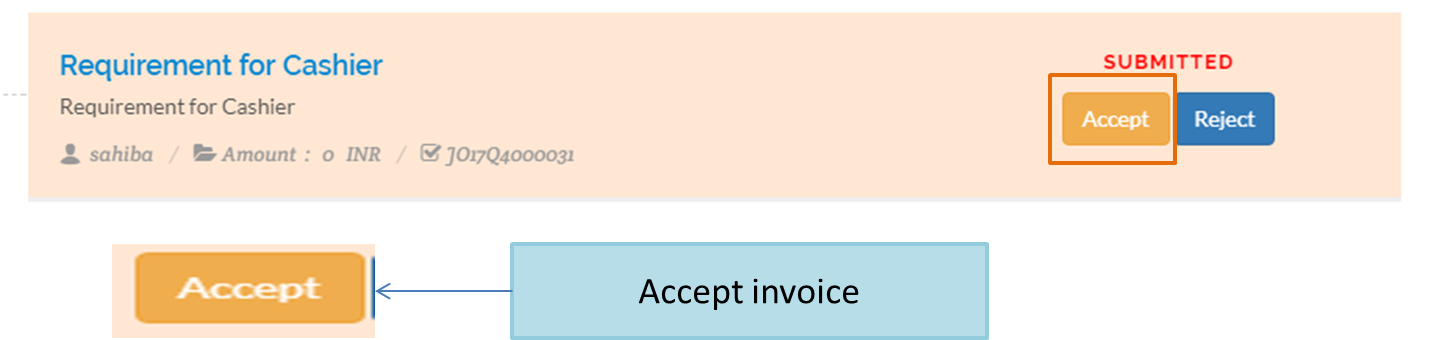 Requirement for Cashier
SUBMITTED
Requirement for Cashier
Accept Reject
sahiba / Amount : 0 INR / JO17Q4000031
Accept
Accept invoice